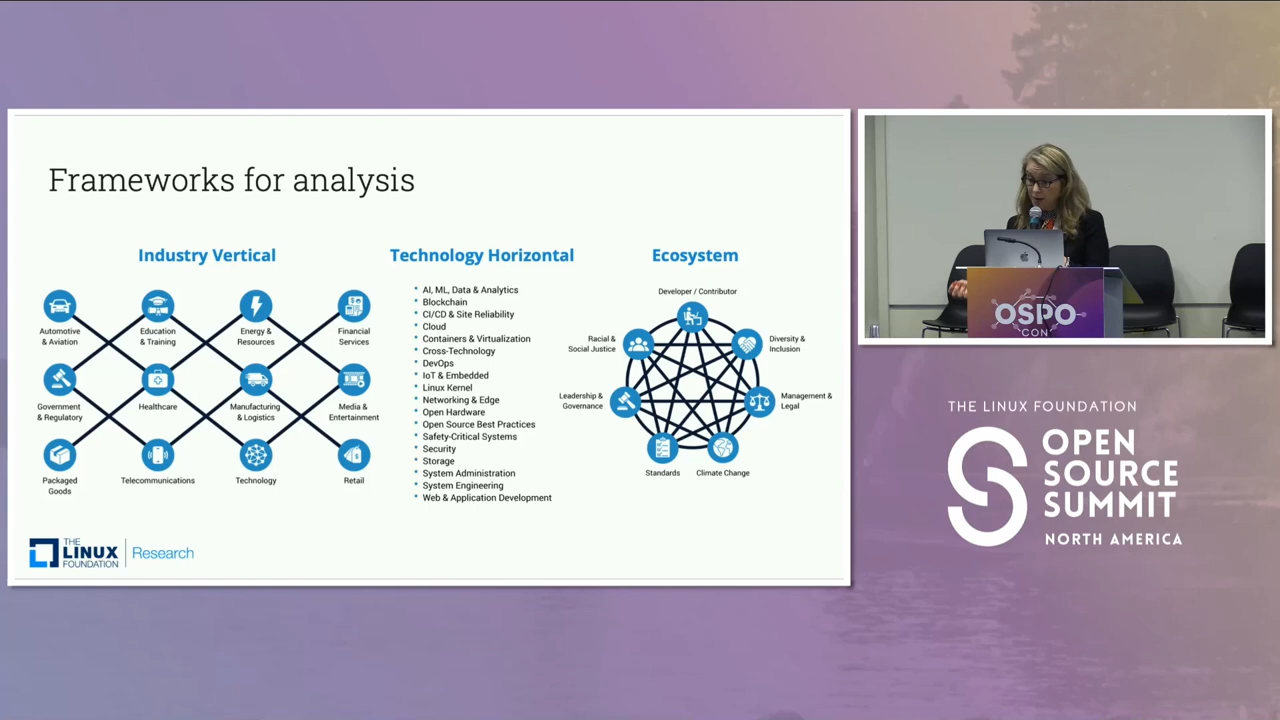 Frameworks for analysis
Industry Vertical
Automotive
& Aviation
Education
& Training
Energy &
Resources
Financial
Services
Government
& Regulatory
Healthcare
Manufacturing
& Logistics
Media &
Entertainment
Packaged
Goods
Telecommunications
Technology
Retail
Technology Horizontal
AI, ML, Data & Analytics
Blockchain
CI/CD & Site Reliability
Cloud
Containers & Virtualization
Cross-Technology
DevOps
IoT & Embedded
Linux Kernel
Networking & Edge
Open Hardware
Open Source Best Practices
Safety-Critical Systems
Security
Storage
System Administration
System Engineering
Web & Application Development
Ecosystem
Developer / Contributor
Racial &
Social Justice
Diversity &
Inclusion
Leadership &
Governance
Management &
Legal
Standards
Climate Change
THE
LINUX
FOUNDATION
Research
OSPO
CON
THE LINUX FOUNDATION
OPEN
SOURCE
SUMMIT
NORTH AMERICA